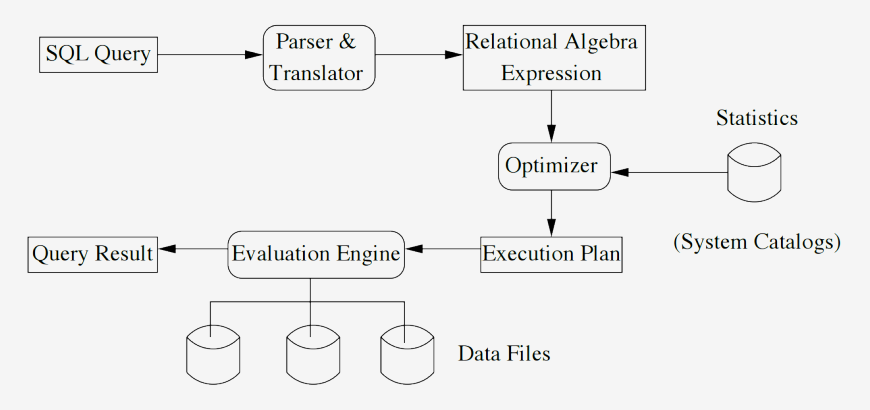 SQL Query
Parser &
Translator
Relational Algebra
Expression
Statistics
Optimizer
(System Catalogs)
Query Result
Evaluation Engine
Execution Plan
Data Files